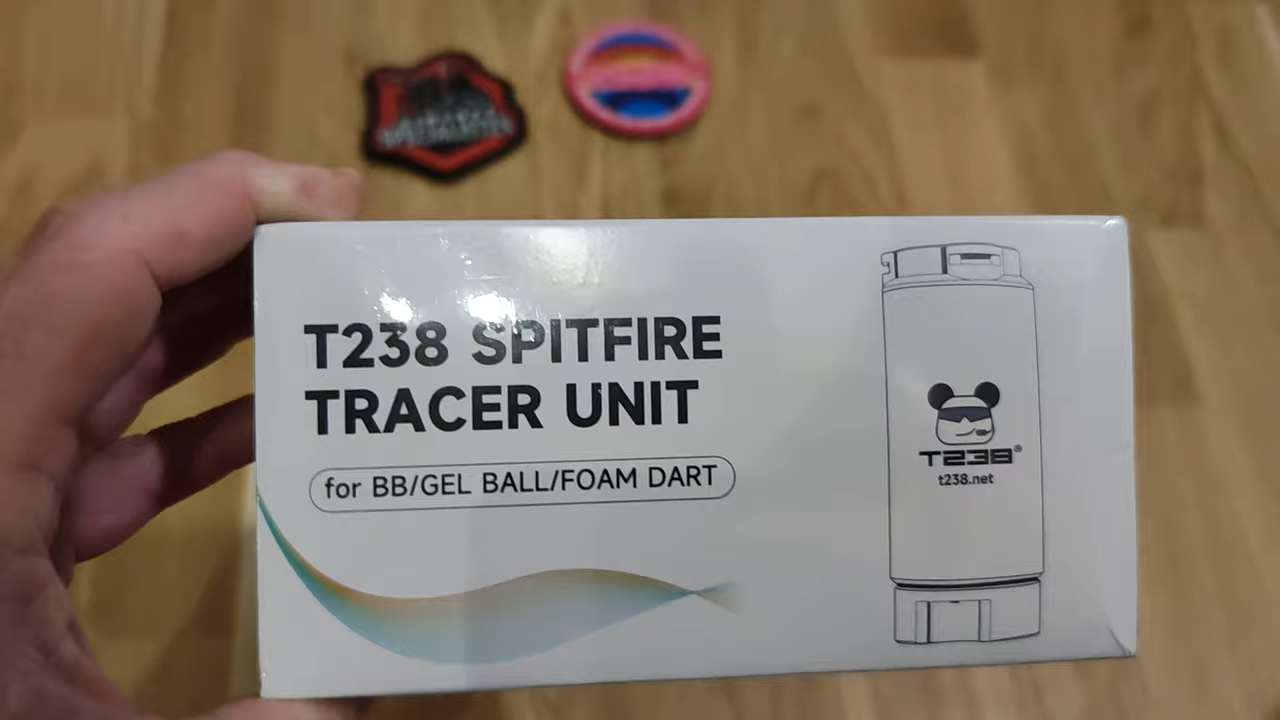 T238 SPITFIRE
TRACER UNIT
for BB/GEL BALL/FOAM DART
T238®
t238.net